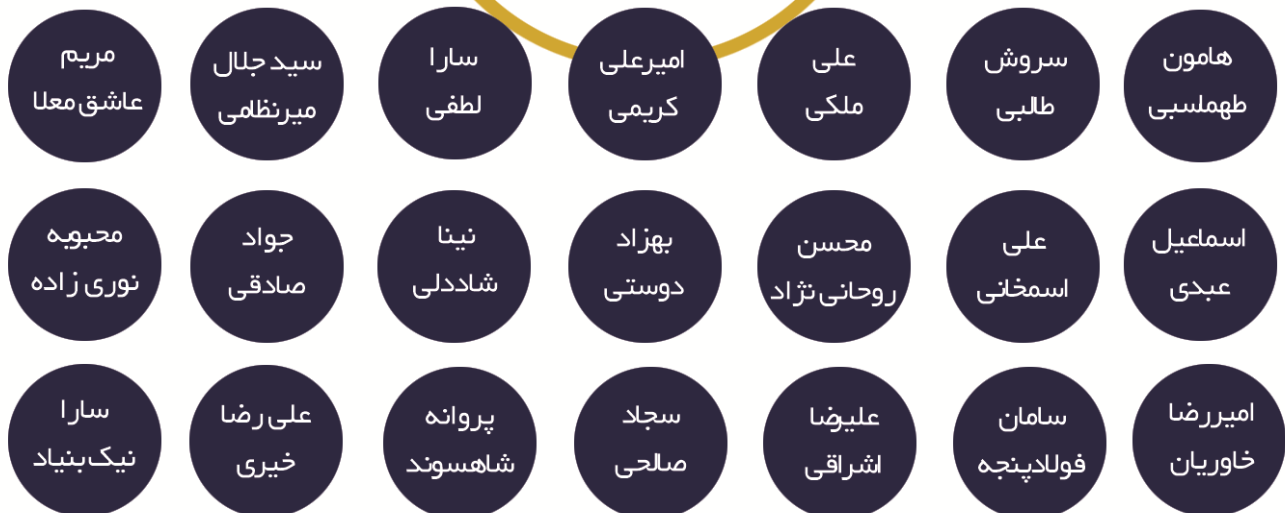 هامون
طهملسبی
سروش
طالبی
علی
ملکی
امیرعلی
کریمی
سارا
لطفی
سید جلال
میرنظامی
مریم
عاشق معلا
اسماعیل
عبدی
علی
اسمخانی
محسن
روحانی نژاد
بهزاد
دوستی
نینا
شاددلی
جواد
صادقی
محبوبه
نوری زاده
امیررضا
خاوریان
سامان
فولادپنجه
علیرضا
اشراقی
سجاد
صالحی
پروانه
شاهسوند
علی رضا
خیری
سارا
نیک بنیاد